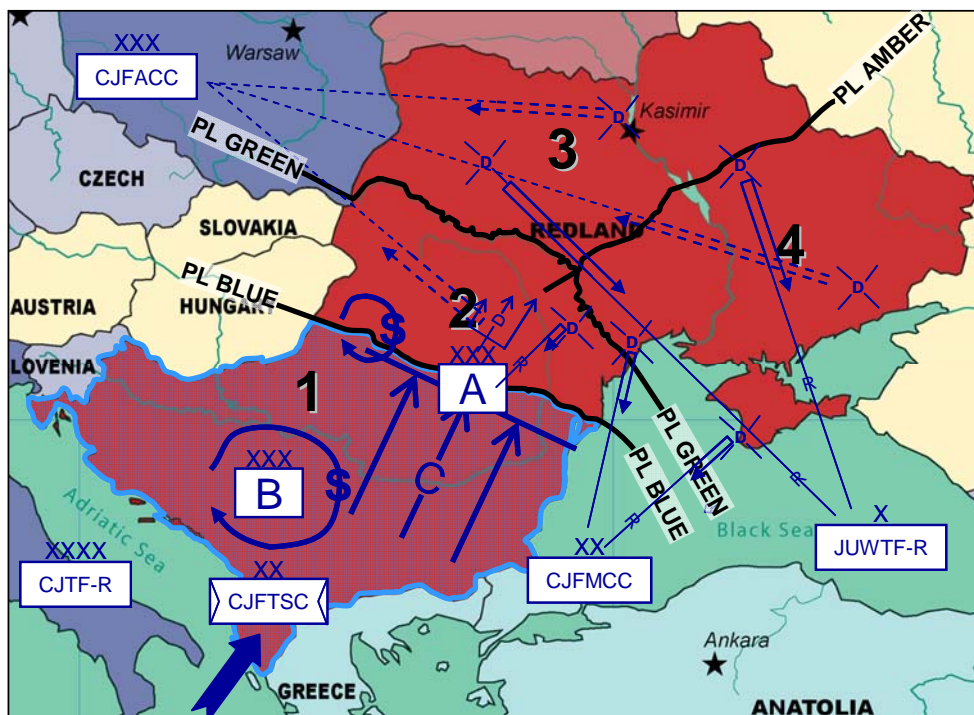 XXX
CJFACC
Warsaw
Kasimir
PL AMBER
PL GREEN
3
D
D
D
CZECH
SLOVAKIA
REDLAND
4
D
PL BLUE
AUSTRIA
HUNGARY
2
$
D
D
D
R
XXX
A
SLOVENIA
1
R
PL GREEN
PL BLUE
XXX
B
$
C
D
R
R
Adriatic Sea
Black Sea
XXXX
CJTF-R
XX
CJFTSC
XX
CJFMCC
X
JUWTF-R
Ankara
GREECE
ANATOLIA